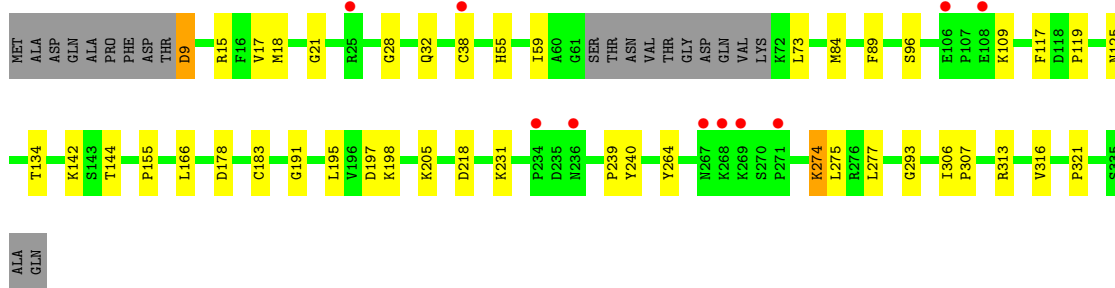 MET ALA ASP GLN ALA PRO PHE ASP THR D9 R15 F16 V17 M18 G21 R25 G28 Q32 C38 H55 I59 A60 G61 SER THR ASN VAL THR GLY ASP GLN VAL LYS K72 L73 M84 F89 S96 E106 P107 E108 K109 F117 D118 P119 N125
T134 K142 S143 T144 P155 L166 D178 C183 G191 L195 V196 D197 K198 K205 D218 K231 P234 D235 N236 P239 Y240 Y264 N267 K268 K269 S270 P271 K274 L275 R276 L277 G293 I306 P307 R313 V316 P321 S335
ALA GLN